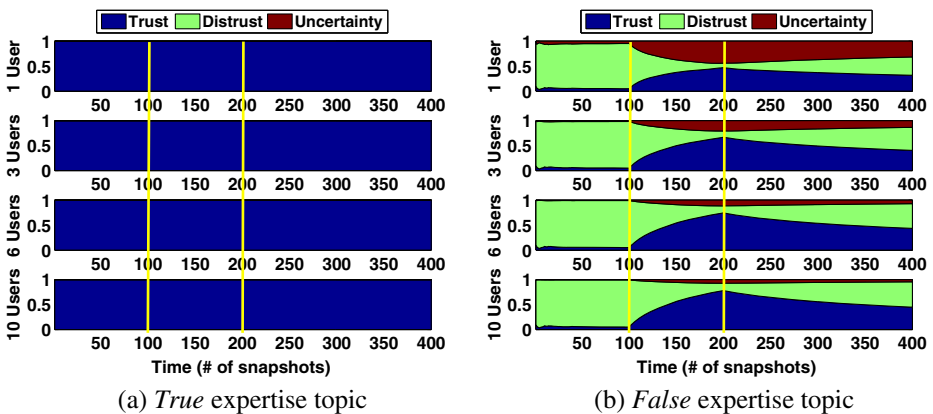 Trust Distrust Uncertainty
1 User
1
0.5
0
50 100 150 200 250 300 350 400
3 Users
1
0.5
0
50 100 150 200 250 300 350 400
6 Users
1
0.5
0
50 100 150 200 250 300 350 400
10 Users
1
0.5
0
50 100 150 200 250 300 350 400
Time (# of snapshots)
(a) True expertise topic
Trust Distrust Uncertainty
1 User
1
0.5
0
50 100 150 200 250 300 350 400
3 Users
1
0.5
0
50 100 150 200 250 300 350 400
6 Users
1
0.5
0
50 100 150 200 250 300 350 400
10 Users
1
0.5
0
50 100 150 200 250 300 350 400
Time (# of snapshots)
(b) False expertise topic